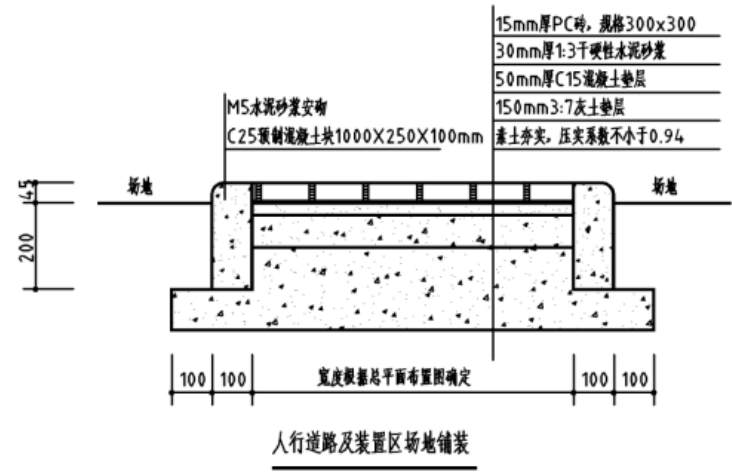 15mm厚PC砖，规格300x300
30mm厚1:3干硬性水泥砂浆
50mm厚C15混凝土垫层
150mm3:7灰土垫层
素土夯实，压实系数不小于0.94
M5水泥砂浆安砌
C25预制混凝土块1000X250X100mm
场地
场地
45
200
100
100
宽度根据总平面布置图确定
100
100
人行道路及装置区场地铺装